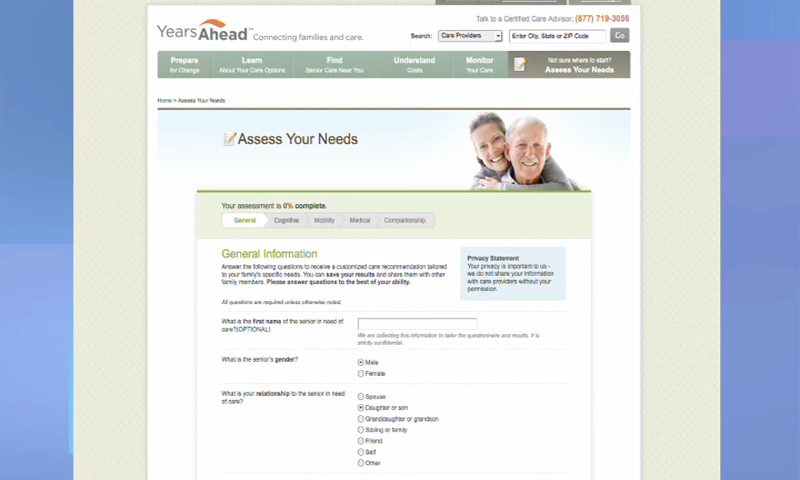 Talk to a Certified Care Advisor: (877) 719-3056
YearsAhead™ Connecting families and care.
Search: Care Providers Enter City, State or ZIP Code Go
Prepare Learn Find Understand Monitor Not sure where to start?
for Change About Your Care Options Senior Care Near You Costs Your Care Assess Your Needs
Home > Assess Your Needs
Assess Your Needs
Your assessment is 0% complete.
General Cognitive Mobility Medical Companionship
General Information
Answer the following questions to receive a customized care recommendation tailored
to your family's specific needs. You can save your results and share them with other
family members. Please answer questions to the best of your ability.
Privacy Statement
Your privacy is important to us -
we do not share your information
with care providers without your
permission.
All questions are required unless otherwise noted.
What is the first name of the senior in need of
care?(OPTIONAL)
We are collecting this information to tailor the questionnaire and results. It is
strictly confidential.
What is the senior's gender?
Male
Female
What is your relationship to the senior in need
of care?
Spouse
Daughter or son
Granddaughter or grandson
Sibling or family
Friend
Self
Other